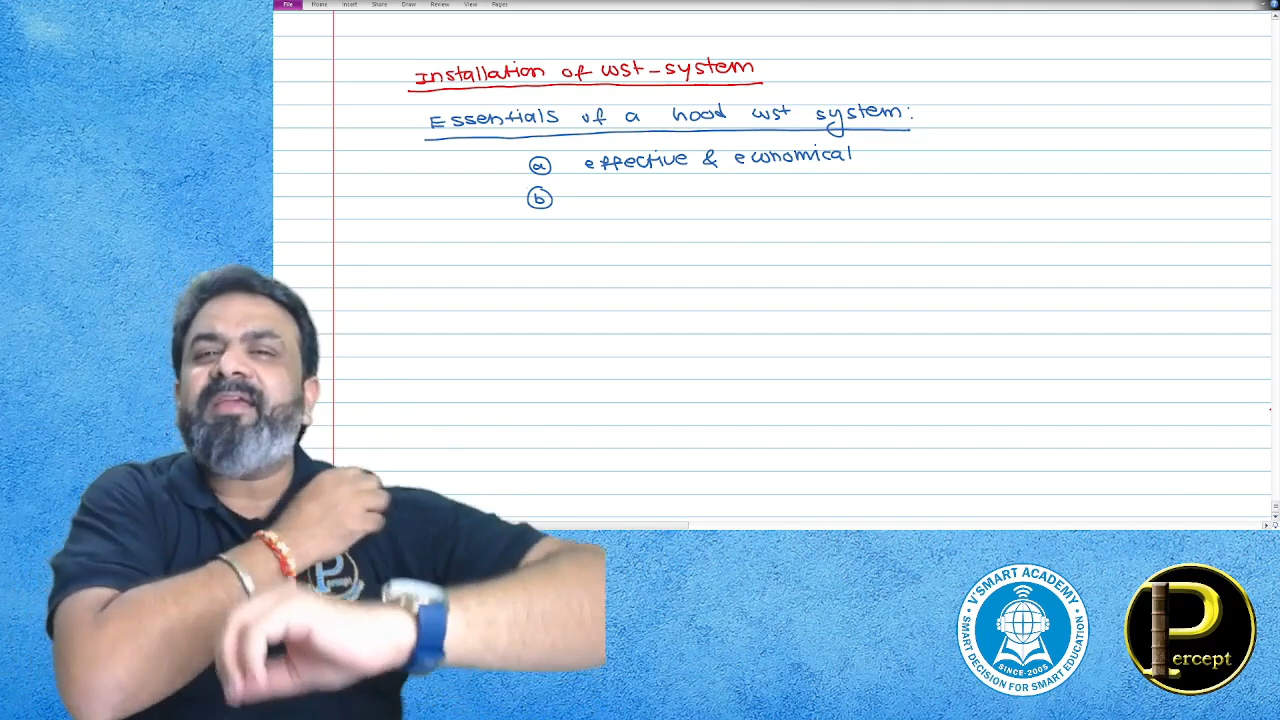 File Home Insert Share Draw Review View Pages
Installation of wst-system
Essentials of a hood wst system:
a effective & economical
b
V'SMART ACADEMY
SINCE-2005
SMART DECISION FOR SMART EDUCATION
Percept
Percept